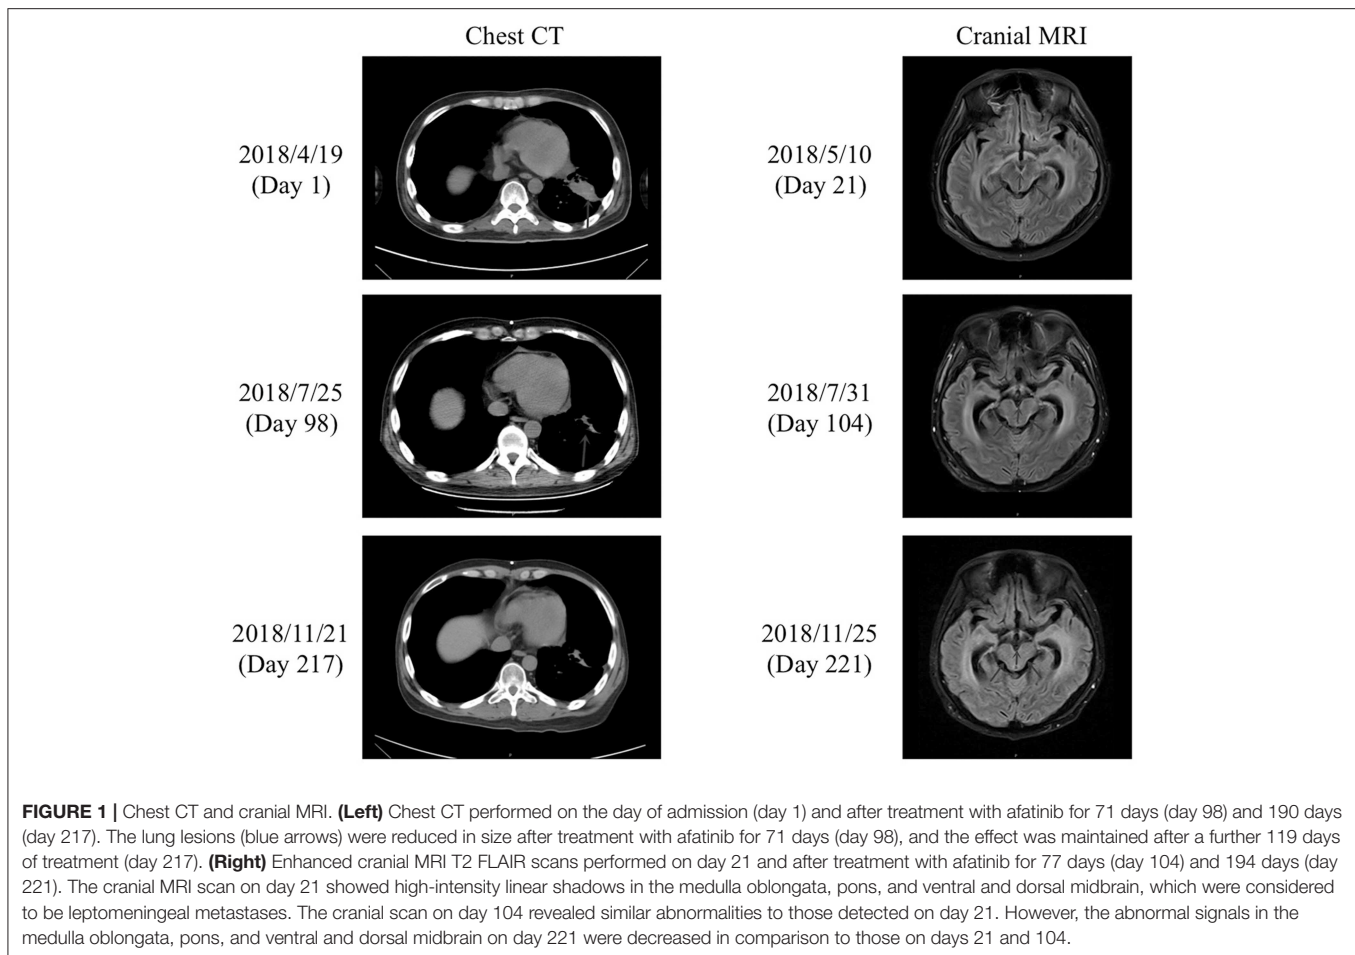 Chest CT
Cranial MRI
2018/4/19
(Day 1)
2018/5/10
(Day 21)
2018/7/25
(Day 98)
2018/7/31
(Day 104)
2018/11/21
(Day 217)
2018/11/25
(Day 221)
FIGURE 1 | Chest CT and cranial MRI. (Left) Chest CT performed on the day of admission (day 1) and after treatment with afatinib for 71 days (day 98) and 190 days
(day 217). The lung lesions (blue arrows) were reduced in size after treatment with afatinib for 71 days (day 98), and the effect was maintained after a further 119 days
of treatment (day 217). (Right) Enhanced cranial MRI T2 FLAIR scans performed on day 21 and after treatment with afatinib for 77 days (day 104) and 194 days (day
221). The cranial MRI scan on day 21 showed high-intensity linear shadows in the medulla oblongata, pons, and ventral and dorsal midbrain, which were considered
to be leptomeningeal metastases. The cranial scan on day 104 revealed similar abnormalities to those detected on day 21. However, the abnormal signals in the
medulla oblongata, pons, and ventral and dorsal midbrain on day 221 were decreased in comparison to those on days 21 and 104.